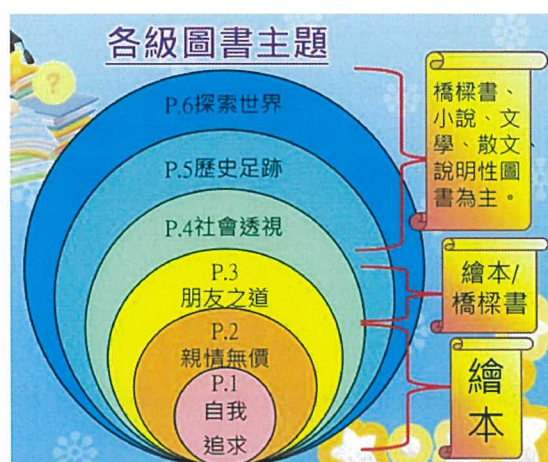 各級圖書主題
P.6探索世界
P.5歷史足跡
P.4社會透視
P.3
朋友之道
P.2
親情無價
P.1
自我
追求
橋樑書、
小說、文
學、散文、
說明性圖
書為主。
繪本/
橋樑書
繪
本